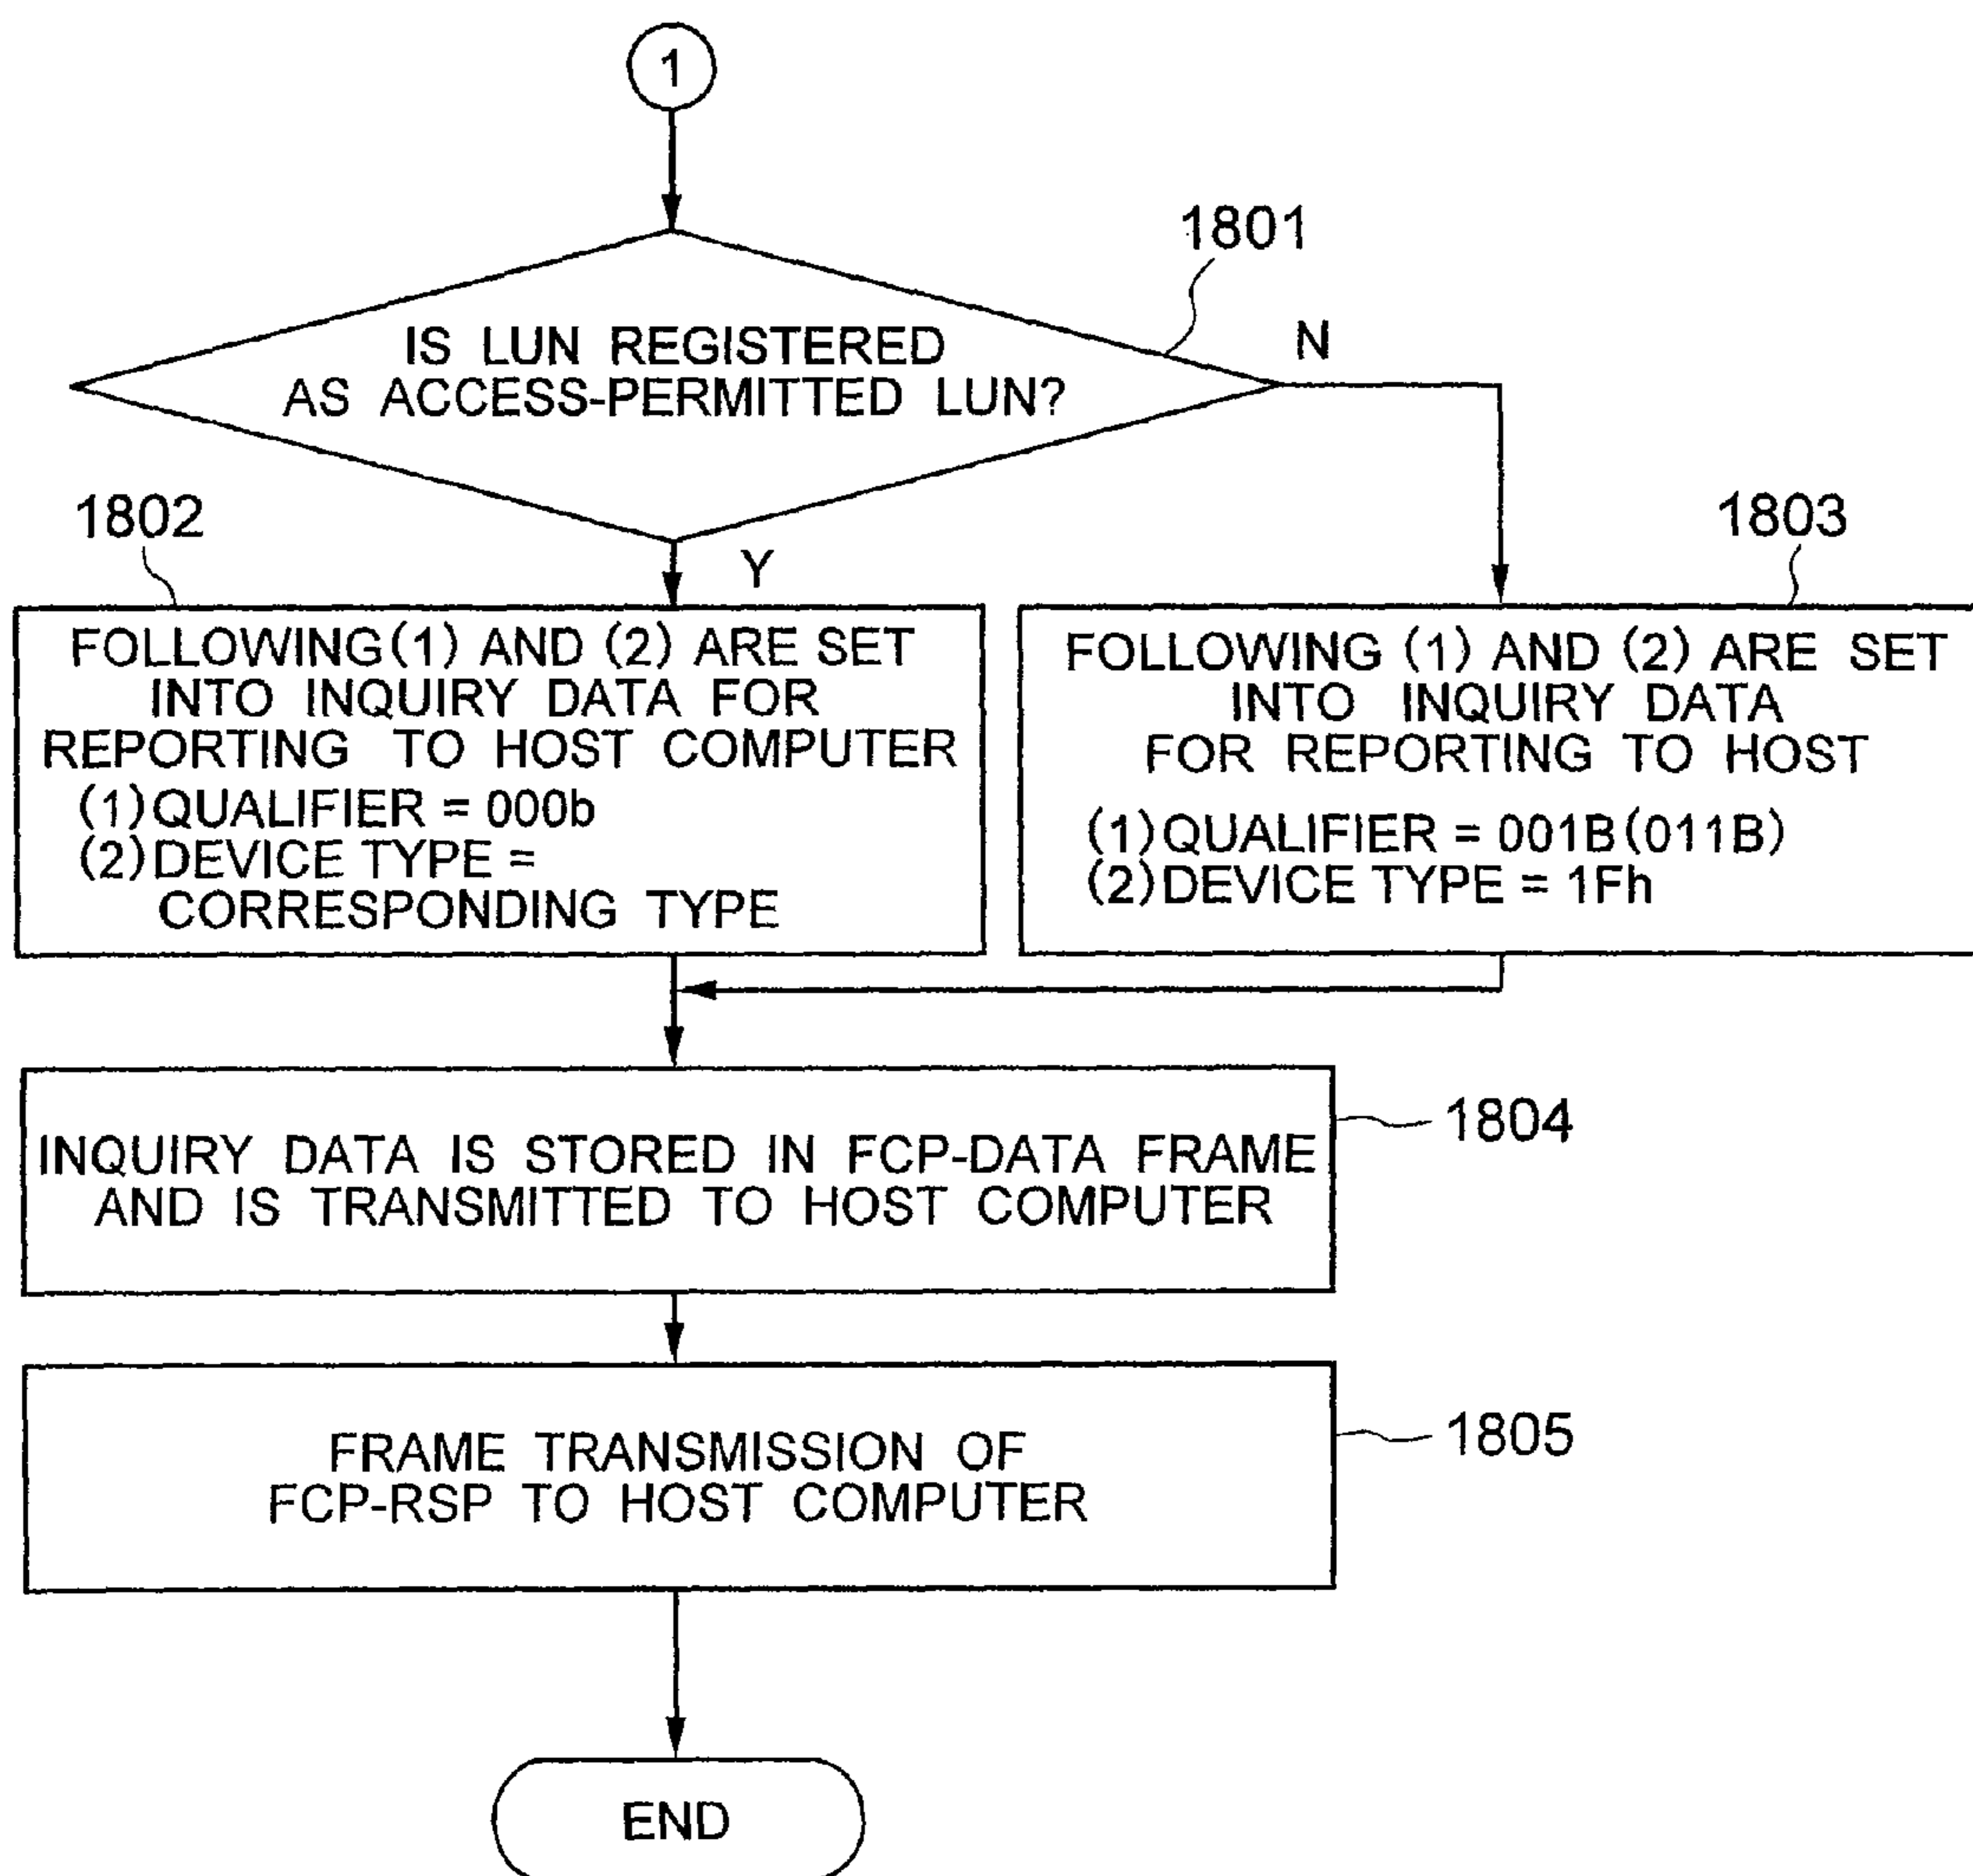 1
1801
IS LUN REGISTERED
AS ACCESS-PERMITTED LUN?
N
Y
1802
FOLLOWING(1) AND (2) ARE SET
INTO INQUIRY DATA FOR
REPORTING TO HOST COMPUTER
(1)QUALIFIER = 000b
(2)DEVICE TYPE =
CORRESPONDING TYPE
1803
FOLLOWING (1) AND (2) ARE SET
INTO INQUIRY DATA
FOR REPORTING TO HOST
(1)QUALIFIER = 001B(011B)
(2)DEVICE TYPE = 1Fh
1804
INQUIRY DATA IS STORED IN FCP-DATA FRAME
AND IS TRANSMITTED TO HOST COMPUTER
1805
FRAME TRANSMISSION OF
FCP-RSP TO HOST COMPUTER
END